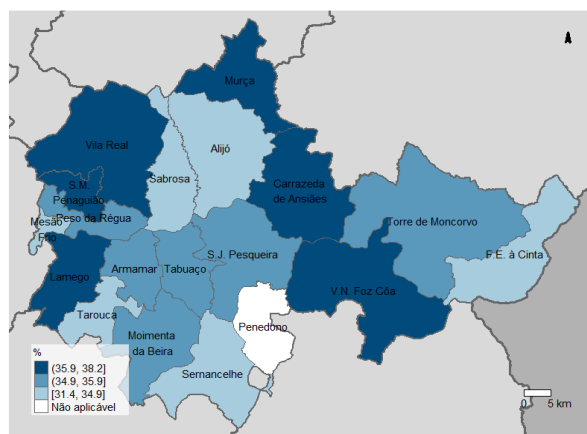 Murça
Vila Real
Alijó
Sabrosa
S.M.
Penaguião
Carrazeda
de Ansiães
Mesão
Frio
Peso da Régua
Torre de Moncorvo
S.J. Pesqueira
F.E. à Cinta
Lamego
Armamar
Tabuaço
V.N. Foz Côa
Tarouca
Moimenta
da Beira
Penedono
Sernancelhe
%
(35.9, 38.2]
(34.9, 35.9]
[31.4, 34.9]
Não aplicável
0 5 km